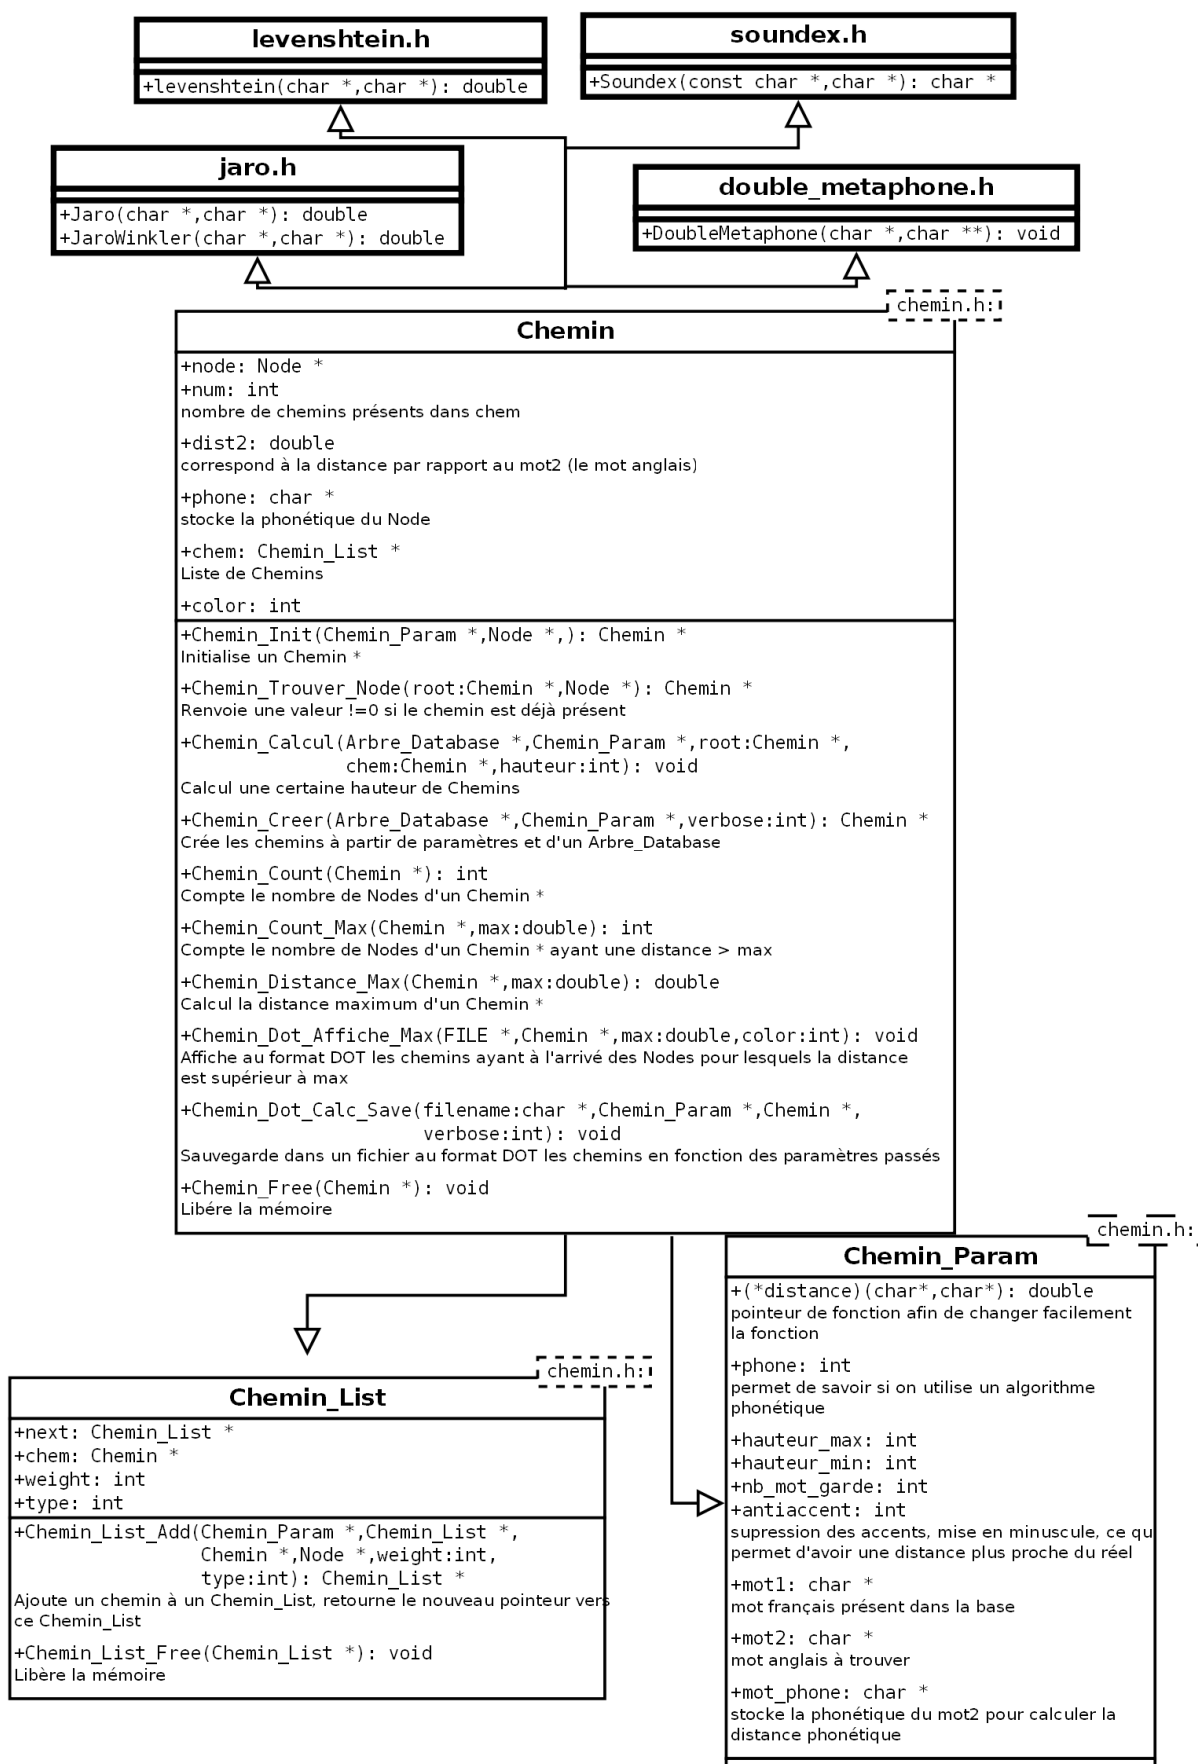 levenshtein.h
+levenshtein(char *,char *): double
soundex.h
+Soundex(const char *,char *): char *
jaro.h
+Jaro(char *,char *): double
+JaroWinkler(char *,char *): double
double_metaphone.h
+DoubleMetaphone(char *,char **): void
chemin.h:
Chemin
+node: Node *
+num: int
nombre de chemins présents dans chem
+dist2: double
correspond à la distance par rapport au mot2 (le mot anglais)
+phone: char *
stocke la phonétique du Node
+chem: Chemin_List *
Liste de Chemins
+color: int
+Chemin_Init(Chemin_Param *,Node *,): Chemin *
Initialise un Chemin *
+Chemin_Trouver_Node(root:Chemin *,Node *): Chemin *
Renvoie une valeur !=0 si le chemin est déjà présent
+Chemin_Calcul(Arbre_Database *,Chemin_Param *,root:Chemin *,
chem:Chemin *,hauteur:int): void
Calcul une certaine hauteur de Chemins
+Chemin_Creer(Arbre_Database *,Chemin_Param *,verbose:int): Chemin *
Crée les chemins à partir de paramètres et d'un Arbre_Database
+Chemin_Count(Chemin *): int
Compte le nombre de Nodes d'un Chemin *
+Chemin_Count_Max(Chemin *,max:double): int
Compte le nombre de Nodes d'un Chemin * ayant une distance > max
+Chemin_Distance_Max(Chemin *,max:double): double
Calcul la distance maximum d'un Chemin *
+Chemin_Dot_Affiche_Max(FILE *,Chemin *,max:double,color:int): void
Affiche au format DOT les chemins ayant à l'arrivé des Nodes pour lesquels la distance
est supérieur à max
+Chemin_Dot_Calc_Save(filename:char *,Chemin_Param *,Chemin *,
verbose:int): void
Sauvegarde dans un fichier au format DOT les chemins en fonction des paramètres passés
+Chemin_Free(Chemin *): void
Libére la mémoire
chemin.h:
Chemin_Param
+(*distance)(char*,char*): double
pointeur de fonction afin de changer facilement
la fonction
+phone: int
permet de savoir si on utilise un algorithme
phonétique
+hauteur_max: int
+hauteur_min: int
+nb_mot_garde: int
+antiaccent: int
supression des accents, mise en minuscule, ce qu
permet d'avoir une distance plus proche du réel
+mot1: char *
mot français présent dans la base
+mot2: char *
mot anglais à trouver
+mot_phone: char *
stocke la phonétique du mot2 pour calculer la
distance phonétique
chemin.h:
Chemin_List
+next: Chemin_List *
+chem: Chemin *
+weight: int
+type: int
+Chemin_List_Add(Chemin_Param *,Chemin_List *,
Chemin *,Node *,weight:int,
type:int): Chemin_List *
Ajoute un chemin à un Chemin_List, retourne le nouveau pointeur vers
ce Chemin_List
+Chemin_List_Free(Chemin_List *): void
Libère la mémoire